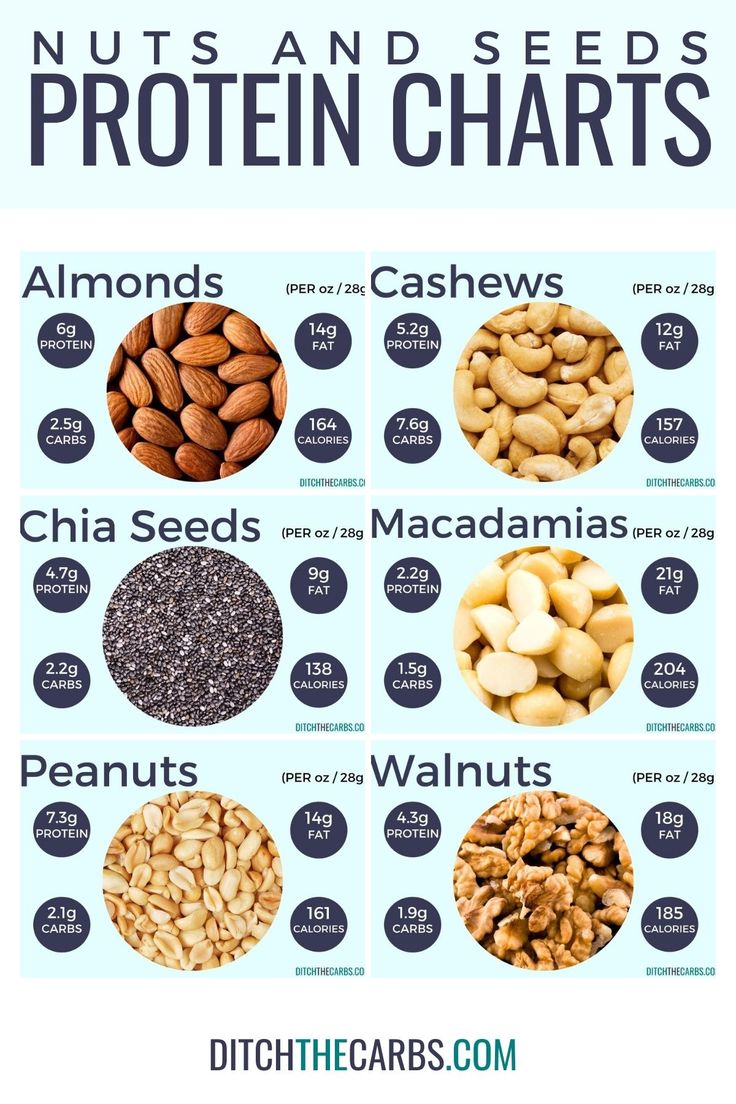 NUTS AND SEEDS
PROTEIN CHARTS
Almonds
(PER oz / 28g
6g
PROTEIN
14g
FAT
2.5g
CARBS
164
CALORIES
DITCHTHECARBS.C
Cashews
(PER oz / 28g
5.2g
PROTEIN
12g
FAT
7.6g
CARBS
157
CALORIES
DITCHTHECARBS.CO
Chia Seeds
(PER oz / 28g
4.7g
PROTEIN
9g
FAT
2.2g
CARBS
138
CALORIES
DITCHTHECARBS.CO
Macadamias
(PER oz / 28g
2.2g
PROTEIN
21g
FAT
1.5g
CARBS
204
CALORIES
DITCHTHECARBS.CO
Peanuts
(PER oz / 28g
7.3g
PROTEIN
14g
FAT
2.1g
CARBS
161
CALORIES
DITCHTHECARBS.CO
Walnuts
(PER oz / 28g
4.3g
PROTEIN
18g
FAT
1.9g
CARBS
185
CALORIES
DITCHTHECARBS.CO
DITCHTHECARBS.COM